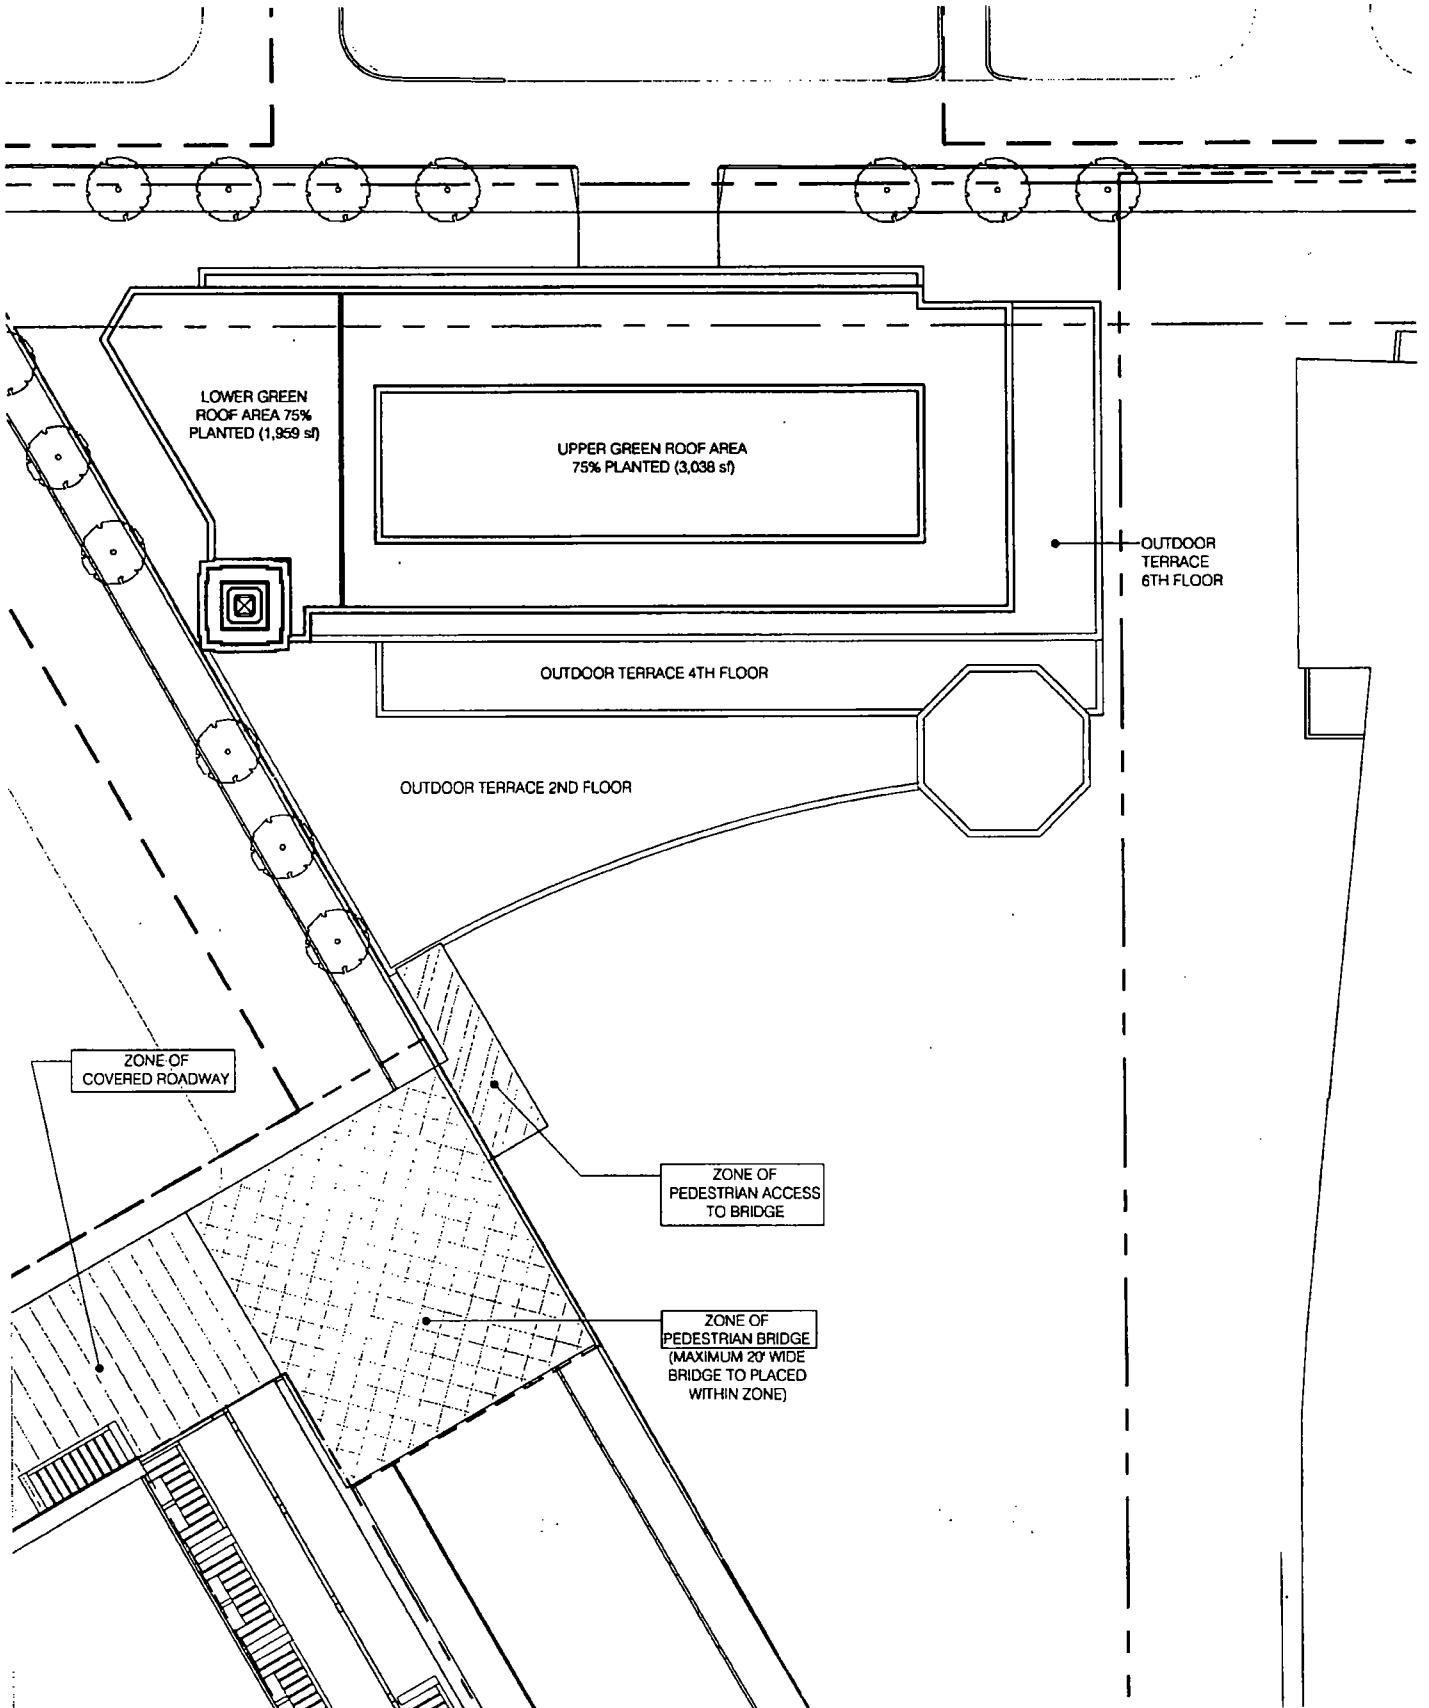 LOWER GREEN
ROOF AREA 75%
PLANTED (1,959 sf)
UPPER GREEN ROOF AREA
75% PLANTED (3,038 sf)
OUTDOOR
TERRACE
6TH FLOOR
OUTDOOR TERRACE 4TH FLOOR
OUTDOOR TERRACE 2ND FLOOR
ZONE OF
COVERED ROADWAY
ZONE OF
PEDESTRIAN ACCESS
TO BRIDGE
ZONE OF
PEDESTRIAN BRIDGE
(MAXIMUM 20' WIDE
BRIDGE TO PLACED
WITHIN ZONE)